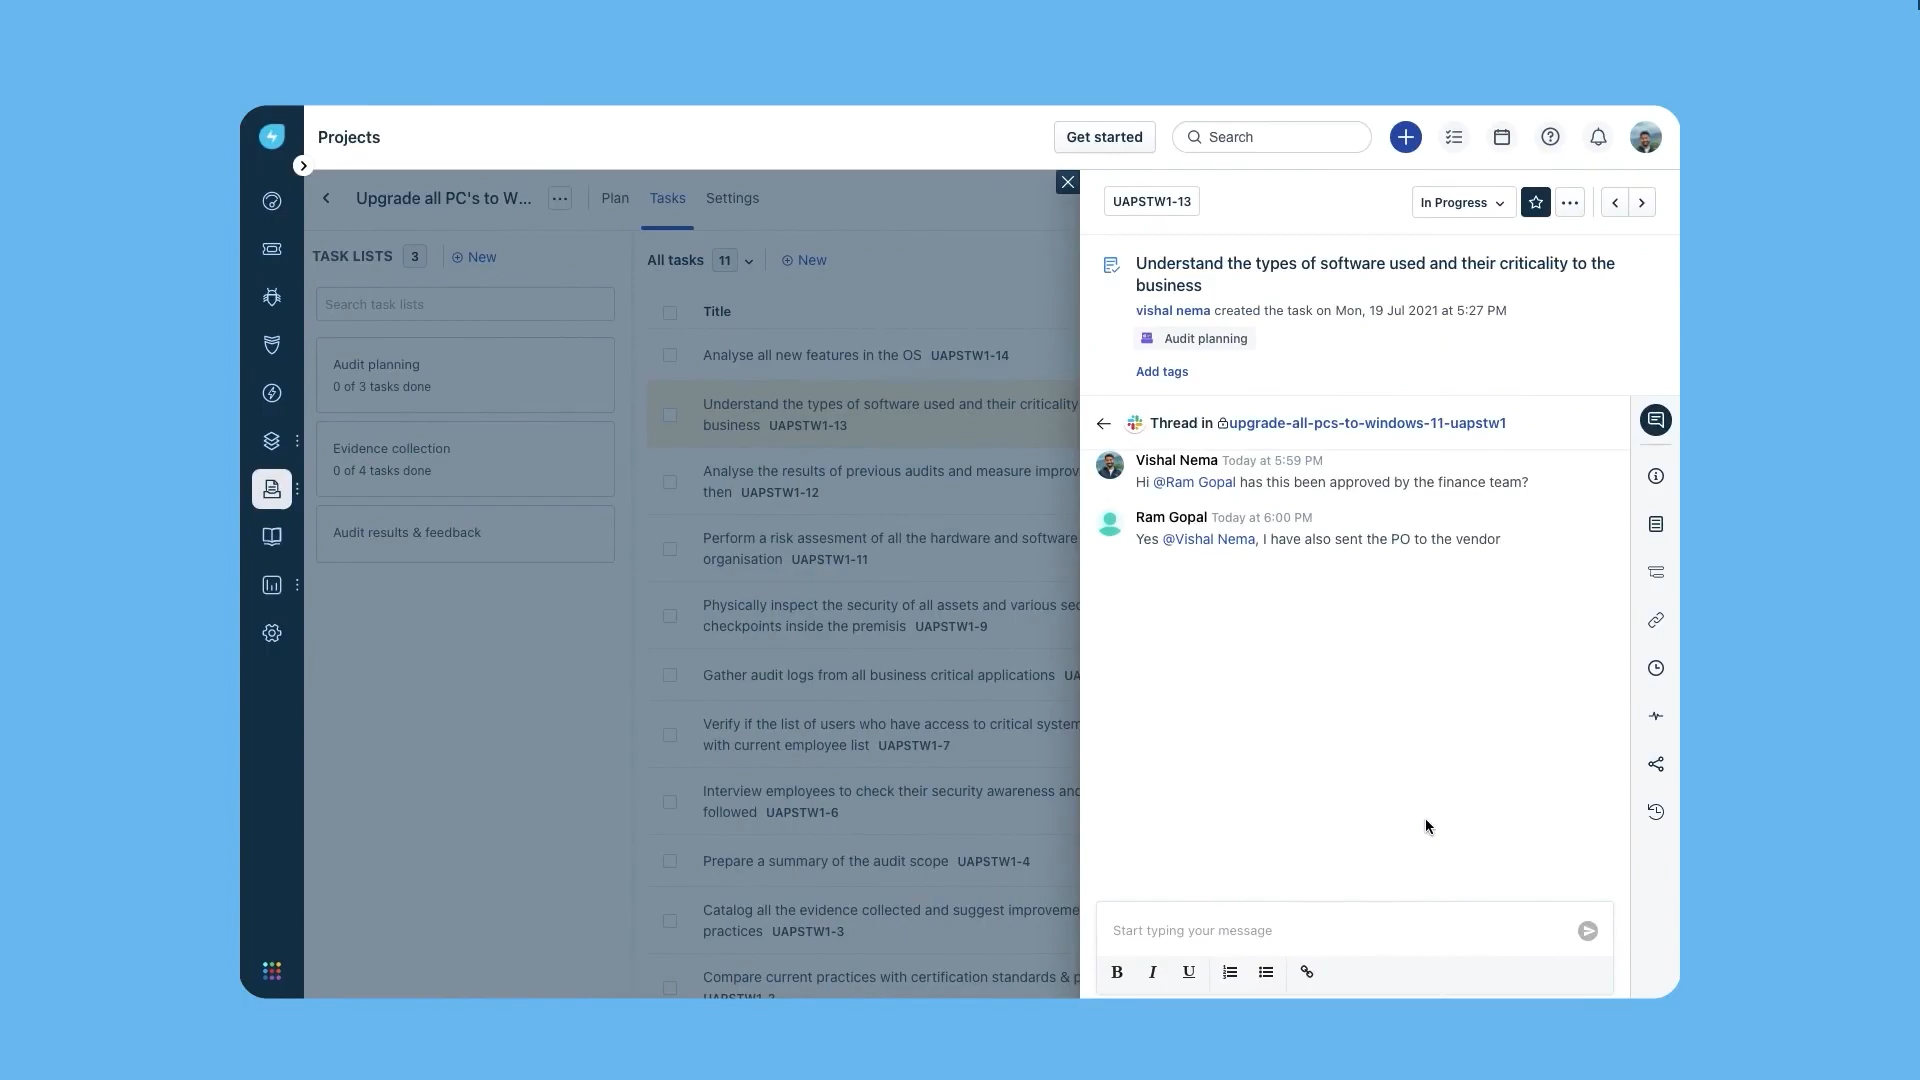 Projects
Get started
Search
Upgrade all PC's to W...
Plan
Tasks
Settings
TASK LISTS 3
New
Search task lists
Audit planning
0 of 3 tasks done
Evidence collection
0 of 4 tasks done
Audit results & feedback
All tasks 11
New
Title
Analyse all new features in the OS UAPSTW1-14
Understand the types of software used and their criticality
business UAPSTW1-13
Analyse the results of previous audits and measure improv
then UAPSTW1-12
Perform a risk assesment of all the hardware and software
organisation UAPSTW1-11
Physically inspect the security of all assets and various sec
checkpoints inside the premisis UAPSTW1-9
Gather audit logs from all business critical applications UA
Verify if the list of users who have access to critical system
with current employee list UAPSTW1-7
Interview employees to check their security awareness and
followed UAPSTW1-6
Prepare a summary of the audit scope UAPSTW1-4
Catalog all the evidence collected and suggest improveme
practices UAPSTW1-3
Compare current practices with certification standards & p
UAPSTW1-2
UAPSTW1-13
In Progress
Understand the types of software used and their criticality to the
business
vishal nema created the task on Mon, 19 Jul 2021 at 5:27 PM
Audit planning
Add tags
Thread in upgrade-all-pcs-to-windows-11-uapstw1
Vishal Nema Today at 5:59 PM
Hi @Ram Gopal has this been approved by the finance team?
Ram Gopal Today at 6:00 PM
Yes @Vishal Nema, I have also sent the PO to the vendor
Start typing your message
B I U